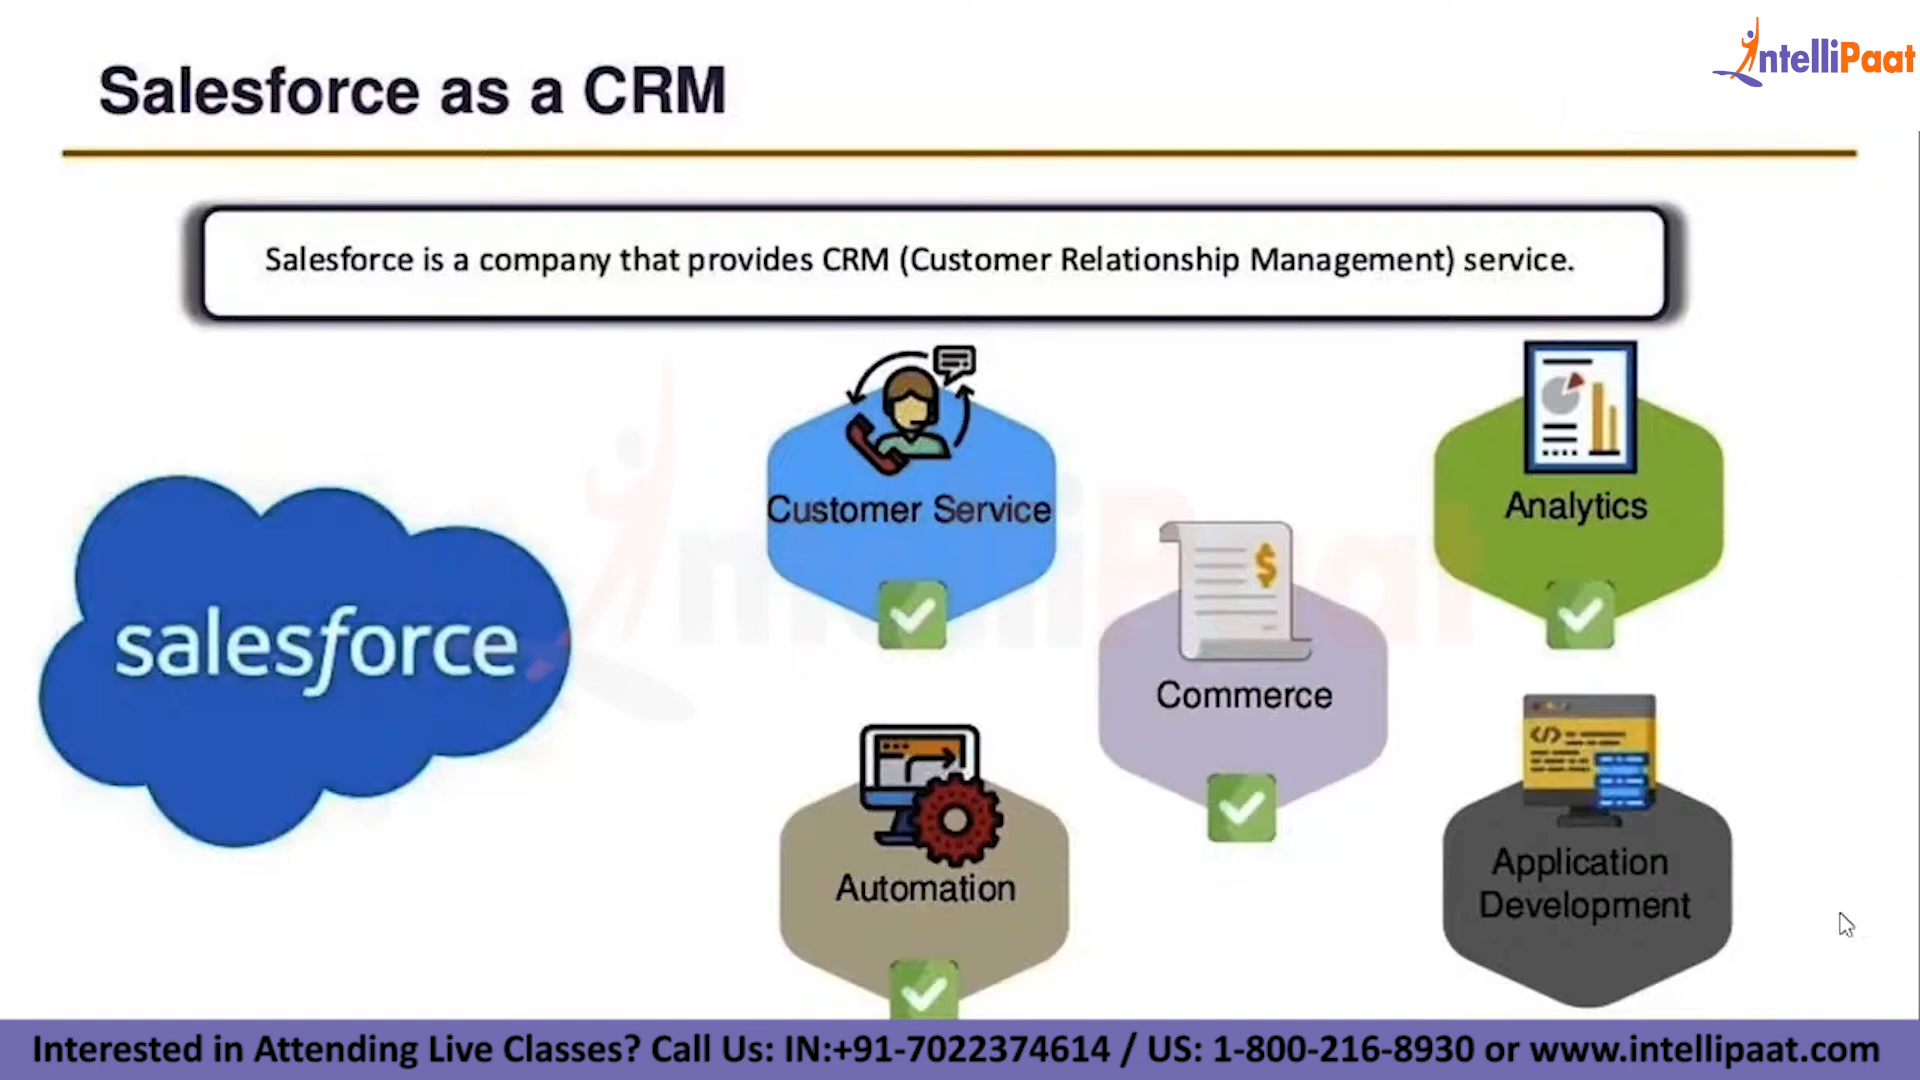 IntelliPaat
Salesforce as a CRM
Salesforce is a company that provides CRM (Customer Relationship Management) service.
Customer Service
Analytics
salesforce
$
Commerce
</>
Automation
Application
Development
IntelliPaat
Interested in Attending Live Classes? Call Us: IN:+91-7022374614 / US: 1-800-216-8930 or www.intellipaat.com